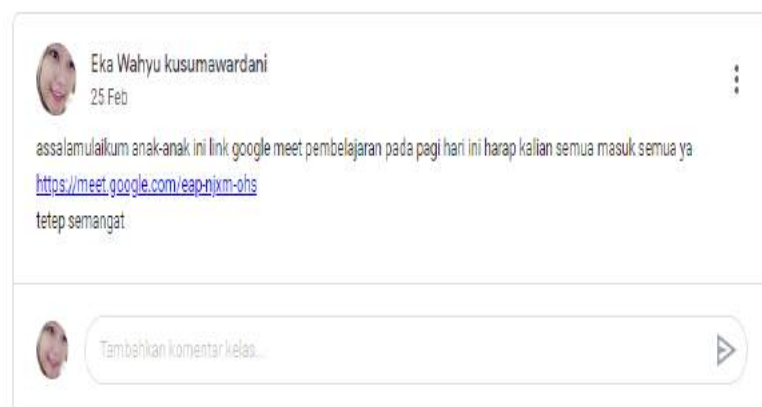 Eka Wahyu kusumawardani
25 Feb
assalamulaikum anak-anak ini link google meet pembelajaran pada pagi hari ini harap kalian semua masuk semua ya
https://meet.google.com/eap-njxm-ohs
tetep semangat
Tambahkan komentar kelas...